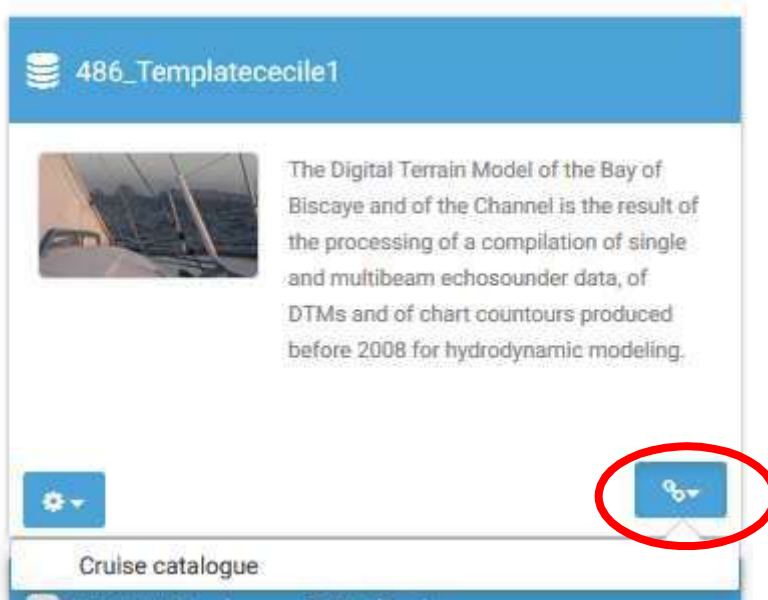 486_Templatececile1
The Digital Terrain Model of the Bay of
Biscaye and of the Channel is the result of
the processing of a compilation of single
and multibeam echosounder data, of
DTMs and of chart countours produced
before 2008 for hydrodynamic modeling.
Cruise catalogue